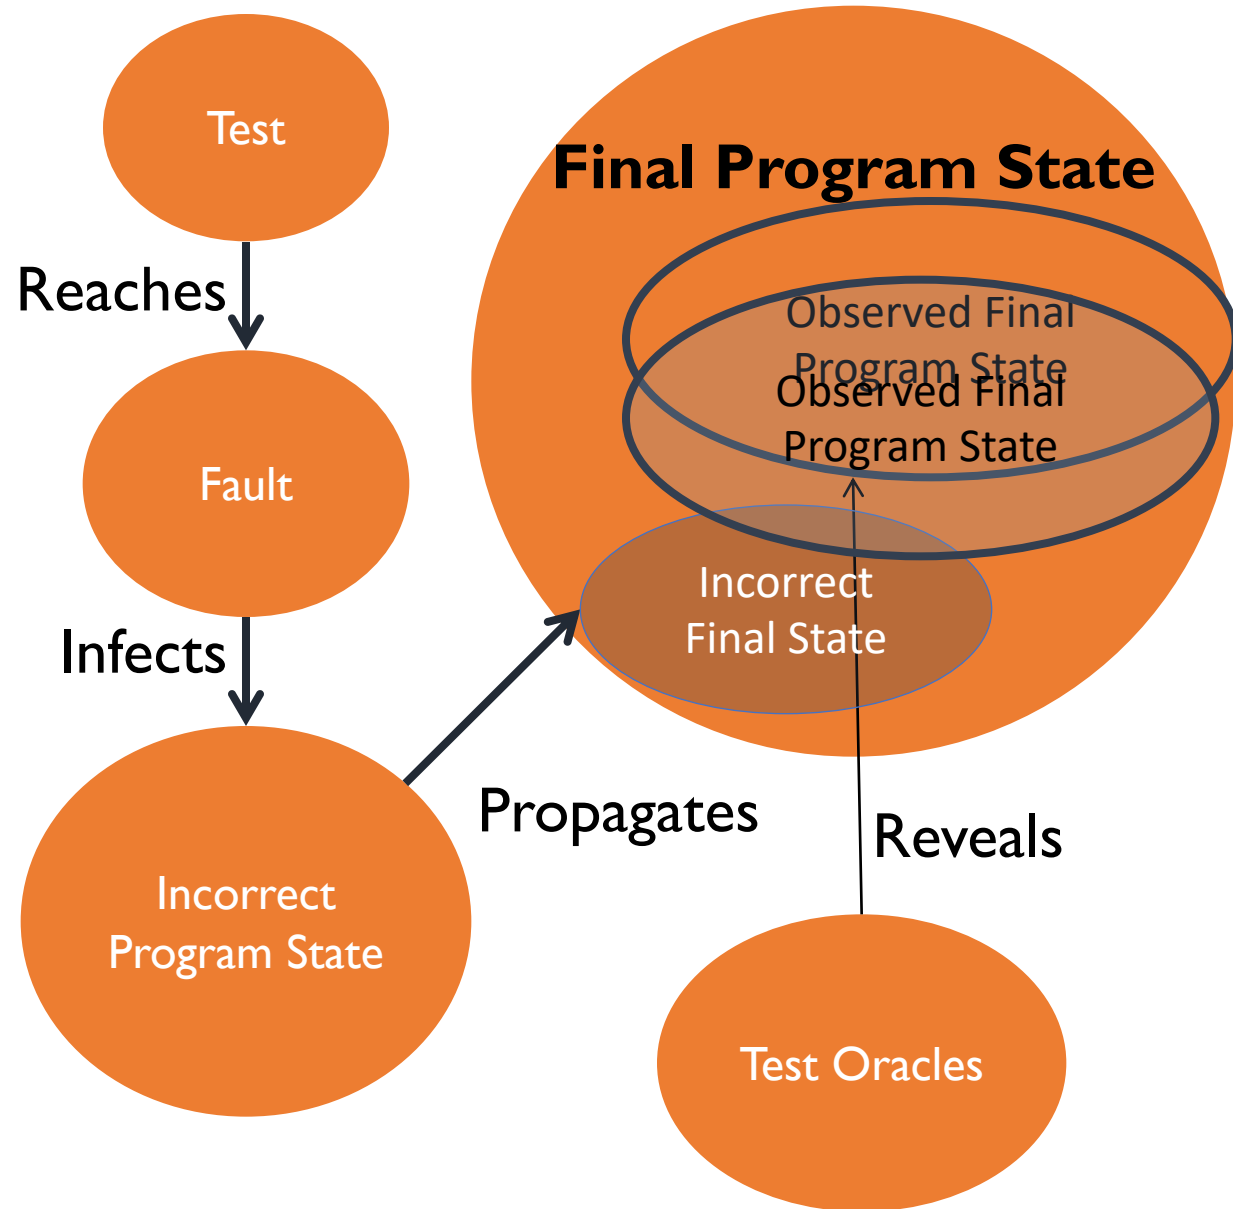 Test
Final Program State
Reaches
Observed Final
Program State
Observed Final
Program State
Fault
Incorrect
Final State
Infects
Propagates
Reveals
Incorrect
Program State
Test Oracles